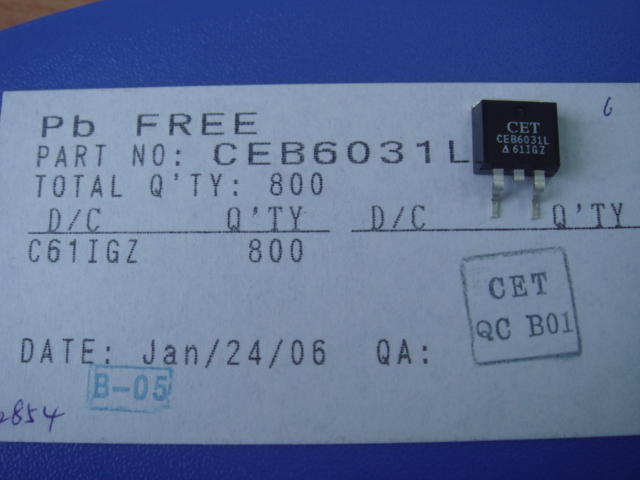 Pb FREE
PART NO: CEB6031L
TOTAL Q'TY: 800
D/C Q'TY D/C Q'TY
C61IGZ 800
DATE: Jan/24/06 QA:
B-05
2854
6
CET
CEB6031L
Δ 61IGZ
CET
QC B01